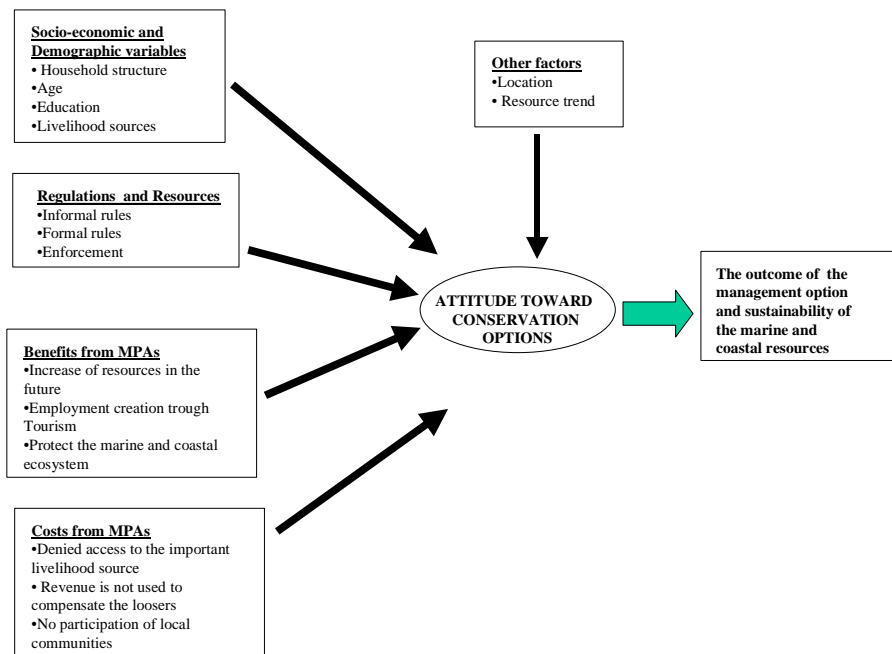 Socio-economic and
Demographic variables
• Household structure
•Age
•Education
•Livelihood sources
Other factors
•Location
• Resource trend
Regulations and Resources
•Informal rules
•Formal rules
•Enforcement
ATTITUDE TOWARD
CONSERVATION
OPTIONS
The outcome of the
management option
and sustainability of
the marine and
coastal resources
Benefits from MPAs
•Increase of resources in the
future
•Employment creation trough
Tourism
•Protect the marine and coastal
ecosystem
Costs from MPAs
•Denied access to the important
livelihood source
• Revenue is not used to
compensate the loosers
•No participation of local
communities